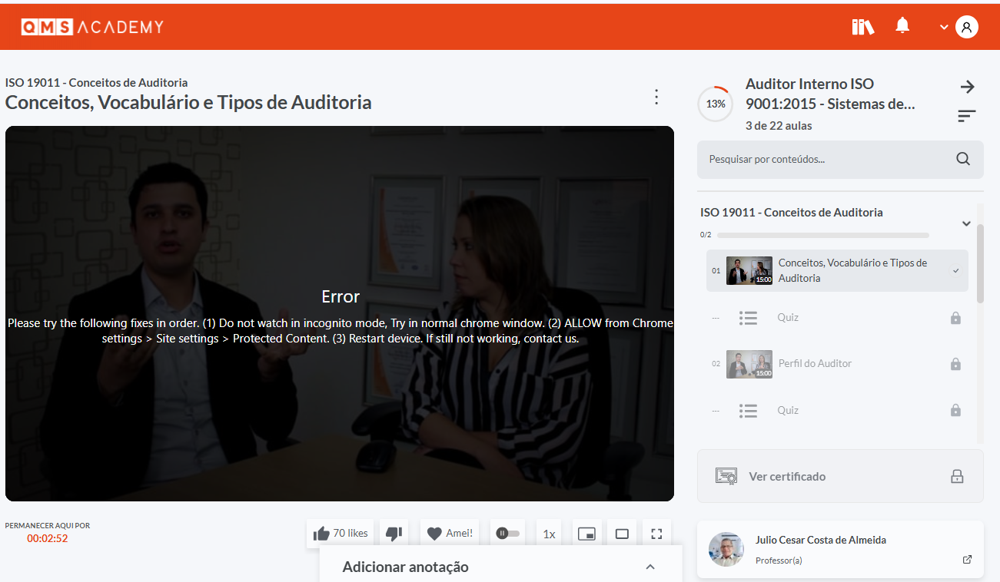 QMS ACADEMY
ISO 19011 - Conceitos de Auditoria
Conceitos, Vocabulário e Tipos de Auditoria
Error
Please try the following fixes in order. (1) Do not watch in incognito mode, Try in normal chrome window. (2) ALLOW from Chrome
settings > Site settings > Protected Content. (3) Restart device. If still not working, contact us.
PERMANECER AQUI POR
00:02:52
70 likes
Amei!
1x
Adicionar anotação
13%
Auditor Interno ISO
9001:2015 - Sistemas de...
3 de 22 aulas
Pesquisar por conteúdos...
ISO 19011 - Conceitos de Auditoria
0/2
01
15:00
Conceitos, Vocabulário e Tipos de
Auditoria
--- Quiz
02
15:00
Perfil do Auditor
--- Quiz
Ver certificado
Julio Cesar Costa de Almeida
Professor(a)